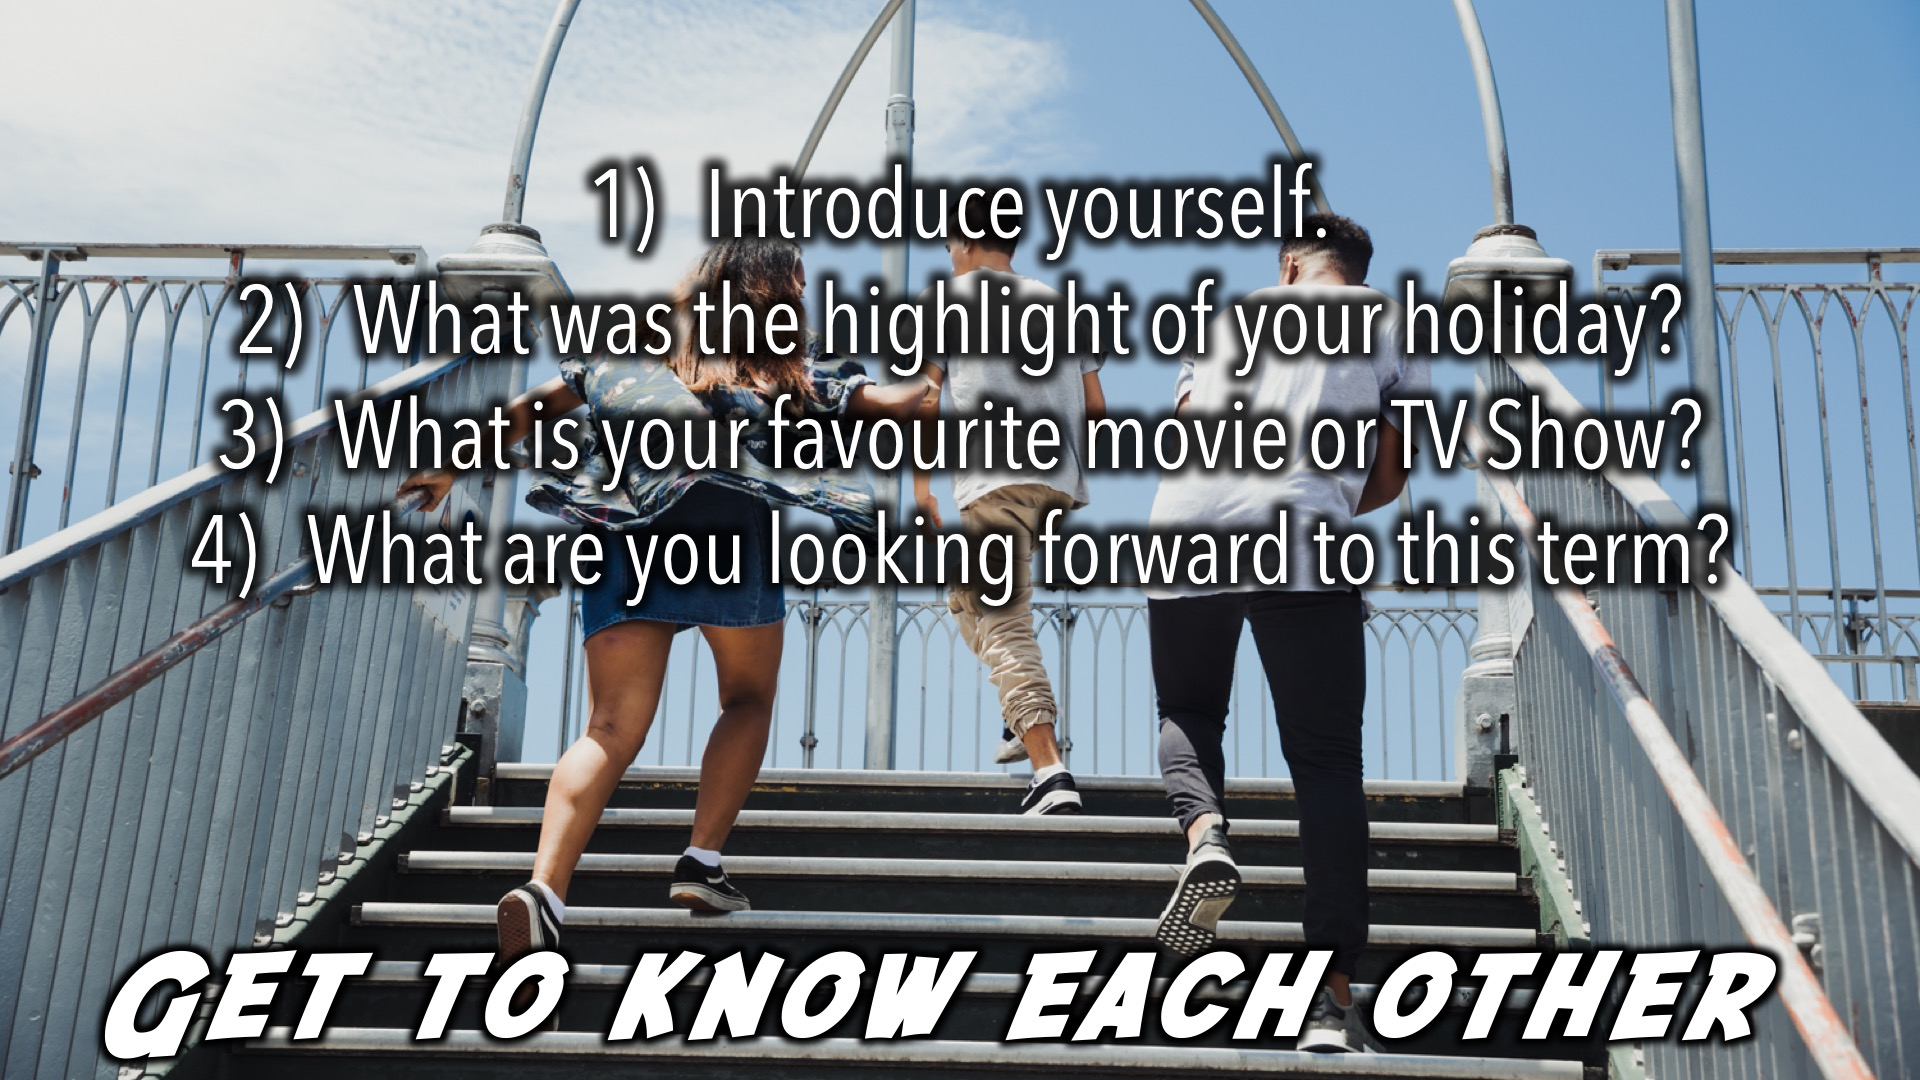 1) Introduce yourself.
2) What was the highlight of your holiday?
3) What is your favourite movie or TV Show?
4) What are you looking forward to this term?
GET TO KNOW EACH OTHER